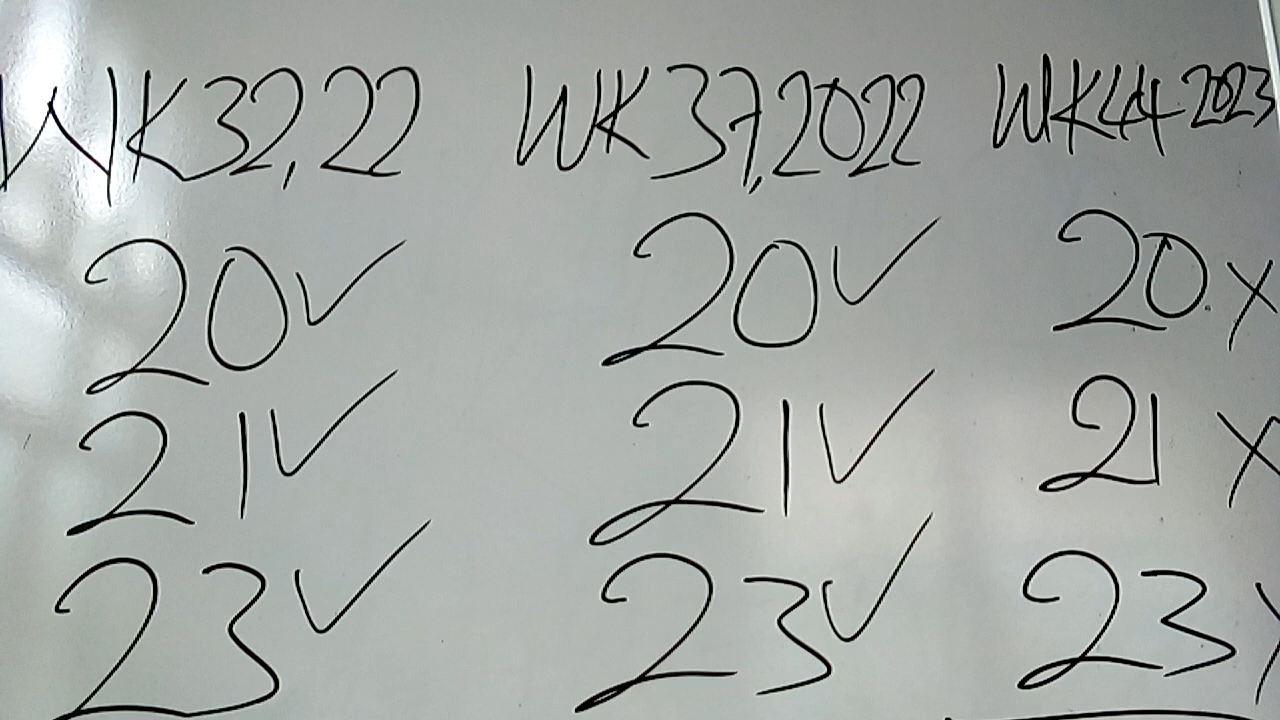 WK32,22 WK37,2022 WK44 2023
20✓ 20✓ 20. X
21✓ 21✓ 21 X
23✓ 23✓ 23 X